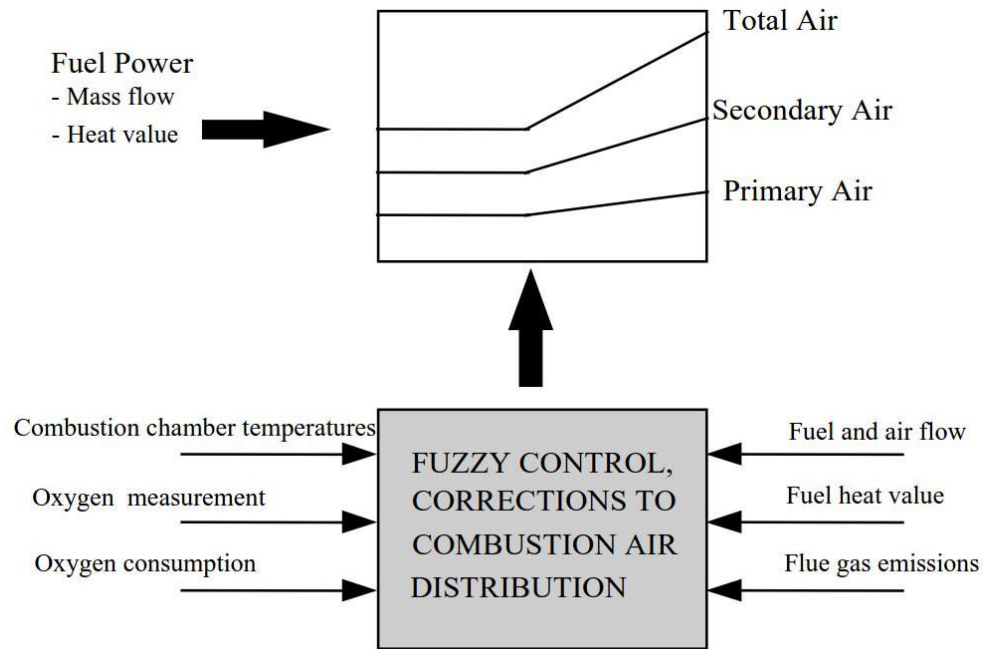 Total Air
Fuel Power
- Mass flow
- Heat value
Secondary Air
Primary Air
Combustion chamber temperatures
Oxygen measurement
Oxygen consumption
FUZZY CONTROL,
CORRECTIONS TO
COMBUSTION AIR
DISTRIBUTION
Fuel and air flow
Fuel heat value
Flue gas emissions